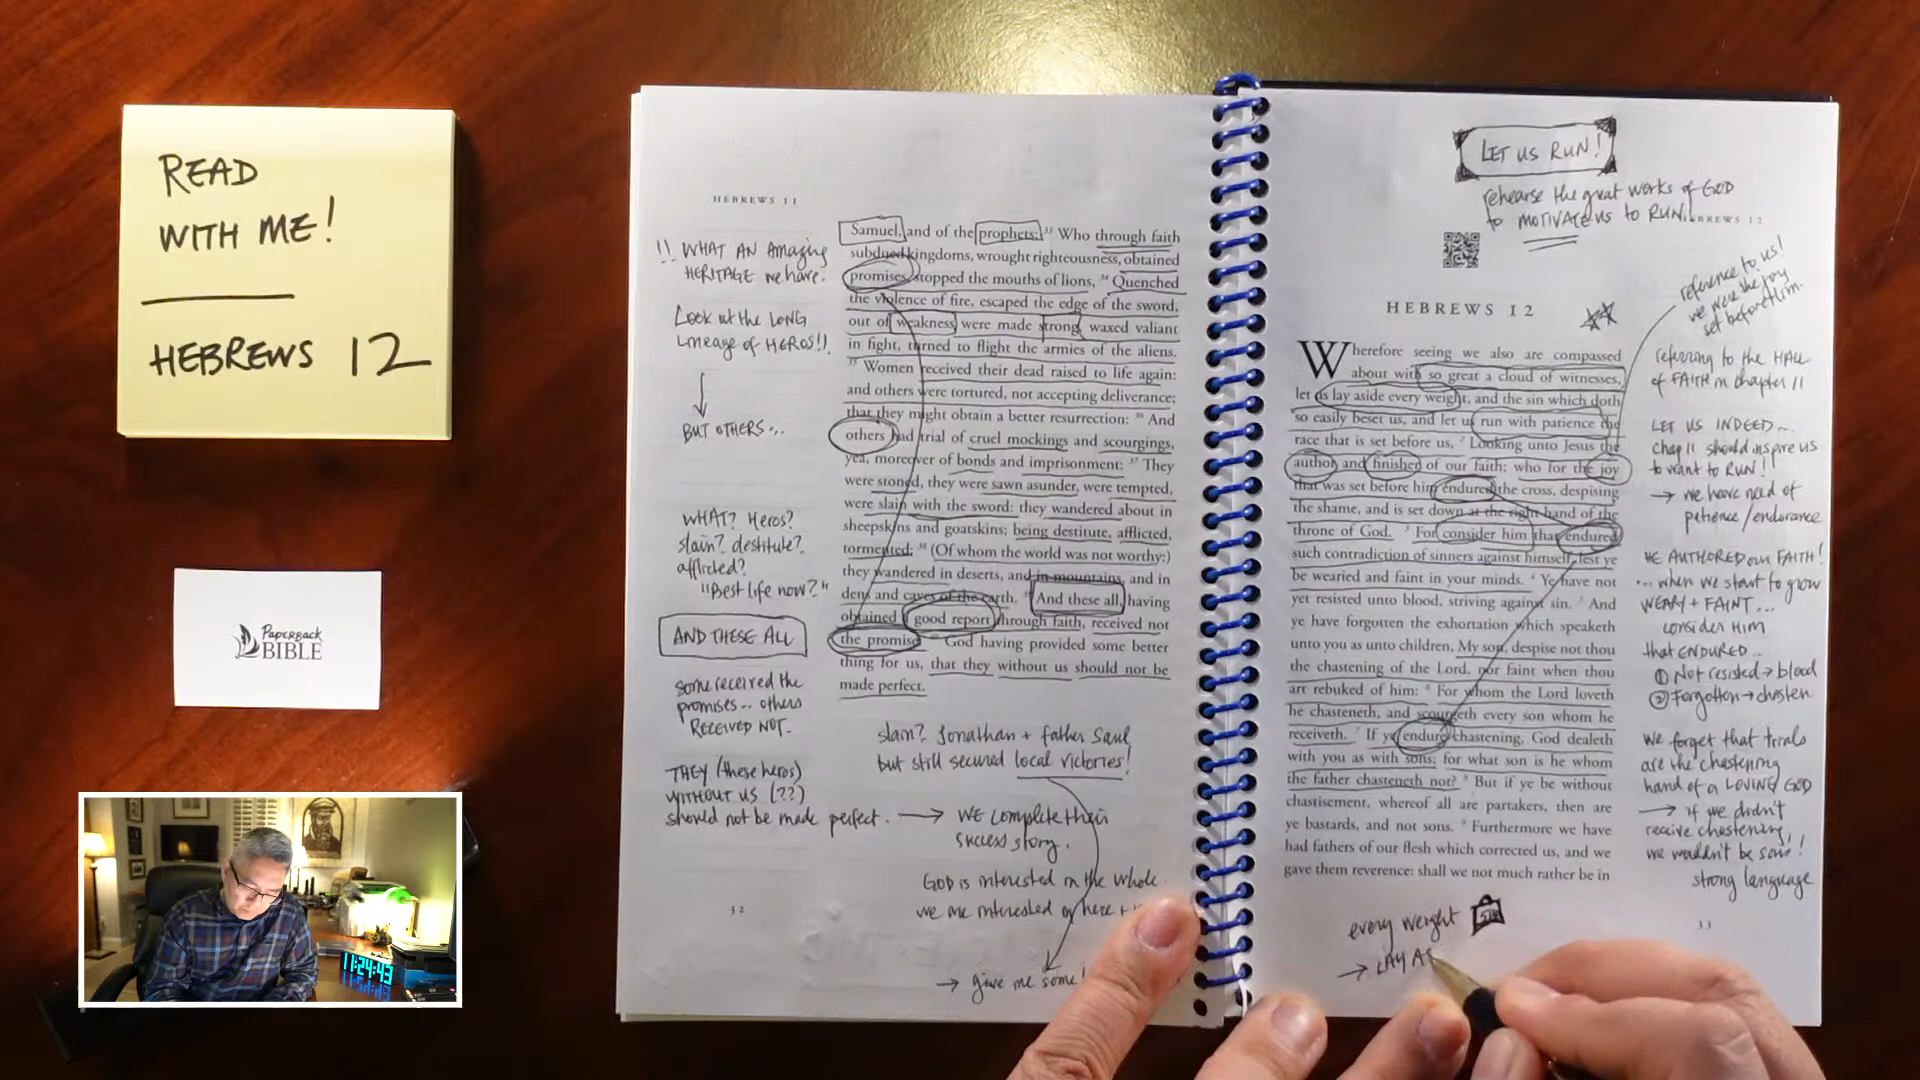 READ
WITH ME!
HEBREWS 12
Paperback
BIBLE
11:24:43
HEBREWS 11
!! WHAT AN AMAZING
HERITAGE we have.
Look at the LONG
Lineage of HEROS!!
BUT OTHERS...
WHAT? Heros?
slain? destitute?
afflicted?
"Best life now?"
AND THESE ALL
some received the
promises.. others
RECEIVED NOT.
THEY (these heros)
WITHOUT US (??)
should not be made perfect. → WE complete their
success story.
Samuel, and of the prophets: 33 Who through faith
subdued kingdoms, wrought righteousness, obtained
promises, stopped the mouths of lions, 34 Quenched
the violence of fire, escaped the edge of the sword,
out of weakness were made strong, waxed valiant
in fight, turned to flight the armies of the aliens.
35 Women received their dead raised to life again:
and others were tortured, not accepting deliverance;
that they might obtain a better resurrection: 36 And
others had trial of cruel mockings and scourgings,
yea, moreover of bonds and imprisonment: 37 They
were stoned, they were sawn asunder, were tempted,
were slain with the sword: they wandered about in
sheepskins and goatskins; being destitute, afflicted,
tormented; 38 (Of whom the world was not worthy:)
they wandered in deserts, and in mountains, and in
dens and caves of the earth. 39 And these all, having
obtained good report through faith, received not
the promise: 40 God having provided some better
thing for us, that they without us should not be
made perfect.
slain? Jonathan + father Saul
but still secured local victories!
GOD is interested in the whole
we are interested in here +
→ give me some!
32
LET US RUN!
rehearse the great works of GOD
to MOTIVATE us to RUN.
HEBREWS 12
HEBREWS 12
Wherefore seeing we also are compassed
about with so great a cloud of witnesses,
let us lay aside every weight, and the sin which doth
so easily beset us, and let us run with patience the
race that is set before us, 2 Looking unto Jesus the
author and finisher of our faith; who for the joy
that was set before him endured the cross, despising
the shame, and is set down at the right hand of the
throne of God. 3 For consider him that endured
such contradiction of sinners against himself, lest ye
be wearied and faint in your minds. 4 Ye have not
yet resisted unto blood, striving against sin. 5 And
ye have forgotten the exhortation which speaketh
unto you as unto children, My son, despise not thou
the chastening of the Lord, nor faint when thou
art rebuked of him: 6 For whom the Lord loveth
he chasteneth, and scourgeth every son whom he
receiveth. 7 If ye endure chastening, God dealeth
with you as with sons; for what son is he whom
the father chasteneth not? 8 But if ye be without
chastisement, whereof all are partakers, then are
ye bastards, and not sons. 9 Furthermore we have
had fathers of our flesh which corrected us, and we
gave them reverence: shall we not much rather be in
every weight SIN
→ LAY AS
reference to us!
we were the joy
set before Him.
referring to the HALL
of FAITH in chapter 11
LET US INDEED...
Chap 11 should inspire us
to want to RUN!
→ we have need of
patience/endurance
HE AUTHORED our FAITH!
... when we start to grow
WEARY + FAINT...
consider Him
that ENDURED..
① Not resisted → blood
② Forgotten → chasten
We forget that trials
are the chastening
hand of a LOVING GOD
→ if we didn't
receive chastening,
we wouldn't be sons!!
strong language
33